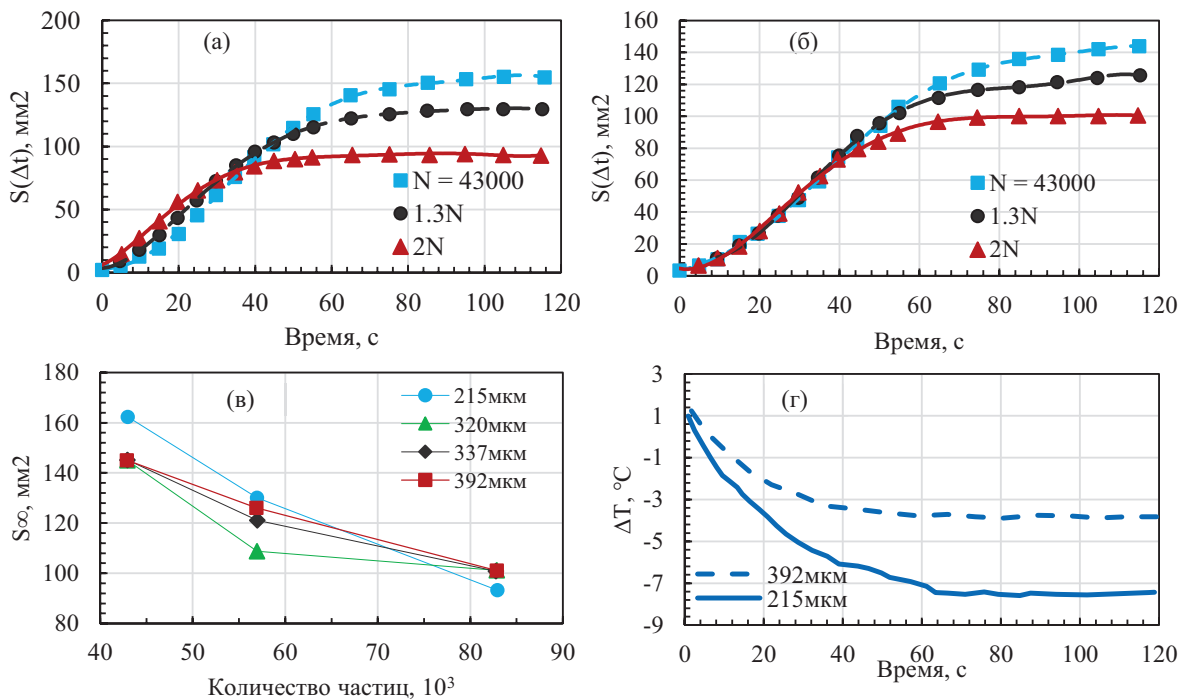 (а)
S(Δt), мм2
200
150
100
50
0
0 20 40 60 80 100 120
Время, с
N = 43000
1.3N
2N
(б)
S(Δt), мм2
160
140
120
100
80
60
40
20
0
0 20 40 60 80 100 120
Время, с
N = 43000
1.3N
2N
(в)
S∞, мм2
180
160
140
120
100
80
40 50 60 70 80 90
Количество частиц, 10³
215мкм
320мкм
337мкм
392мкм
(г)
ΔT, °C
3
1
-1
-3
-5
-7
-9
0 20 40 60 80 100 120
Время, с
392мкм
215мкм